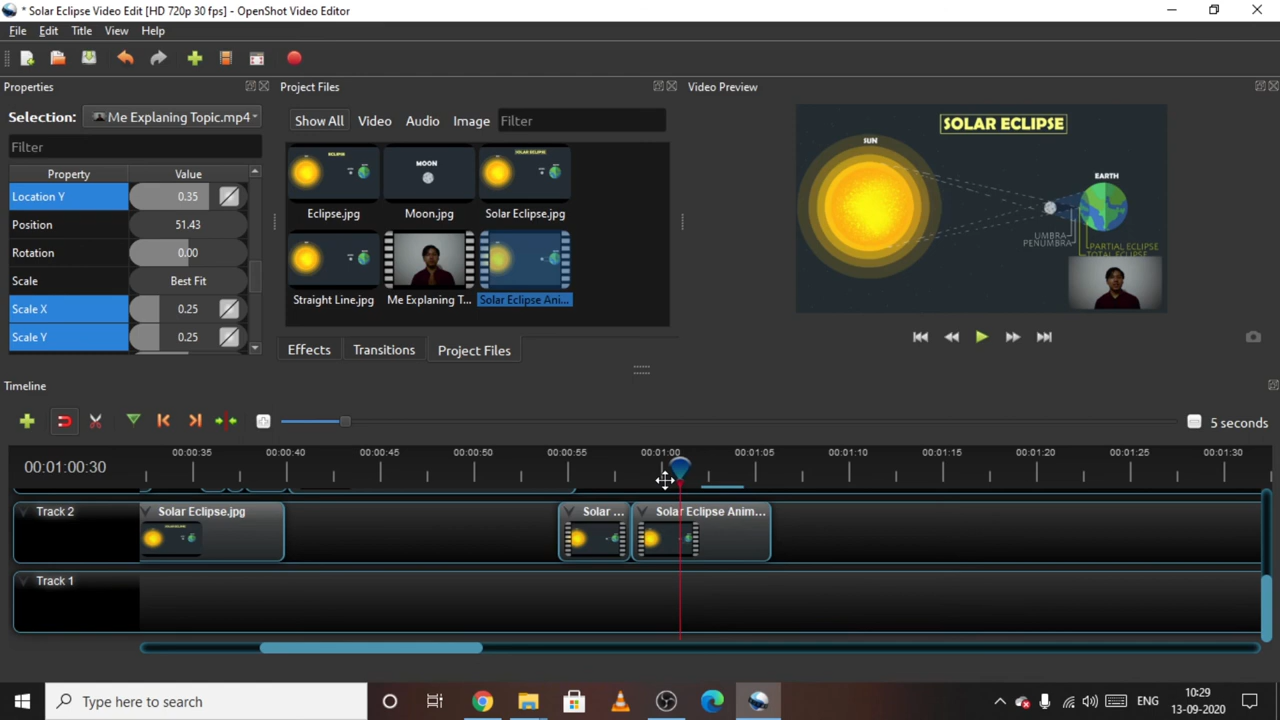 * Solar Eclipse Video Edit [HD 720p 30 fps] - OpenShot Video Editor
File Edit Title View Help
Properties
Project Files
Video Preview
Selection: Me Explaning Topic.mp4
Show All Video Audio Image Filter
Filter
Property Value
Location Y 0.35
Position 51.43
Rotation 0.00
Scale Best Fit
Scale X 0.25
Scale Y 0.25
ECLIPSE
MOON
SOLAR ECLIPSE
Eclipse.jpg Moon.jpg Solar Eclipse.jpg
Straight Line.jpg Me Explaning T... Solar Eclipse Ani...
SOLAR ECLIPSE
SUN
EARTH
UMBRA
PENUMBRA
PARTIAL ECLIPSE
TOTAL ECLIPSE
Effects Transitions Project Files
Timeline
5 seconds
00:01:00:30
00:00:35 00:00:40 00:00:45 00:00:50 00:00:55 00:01:00 00:01:05 00:01:10 00:01:15 00:01:20 00:01:25 00:01:30
Track 2 Solar Eclipse.jpg Solar ... Solar Eclipse Anim...
Track 1
Type here to search
ENG
10:29
13-09-2020